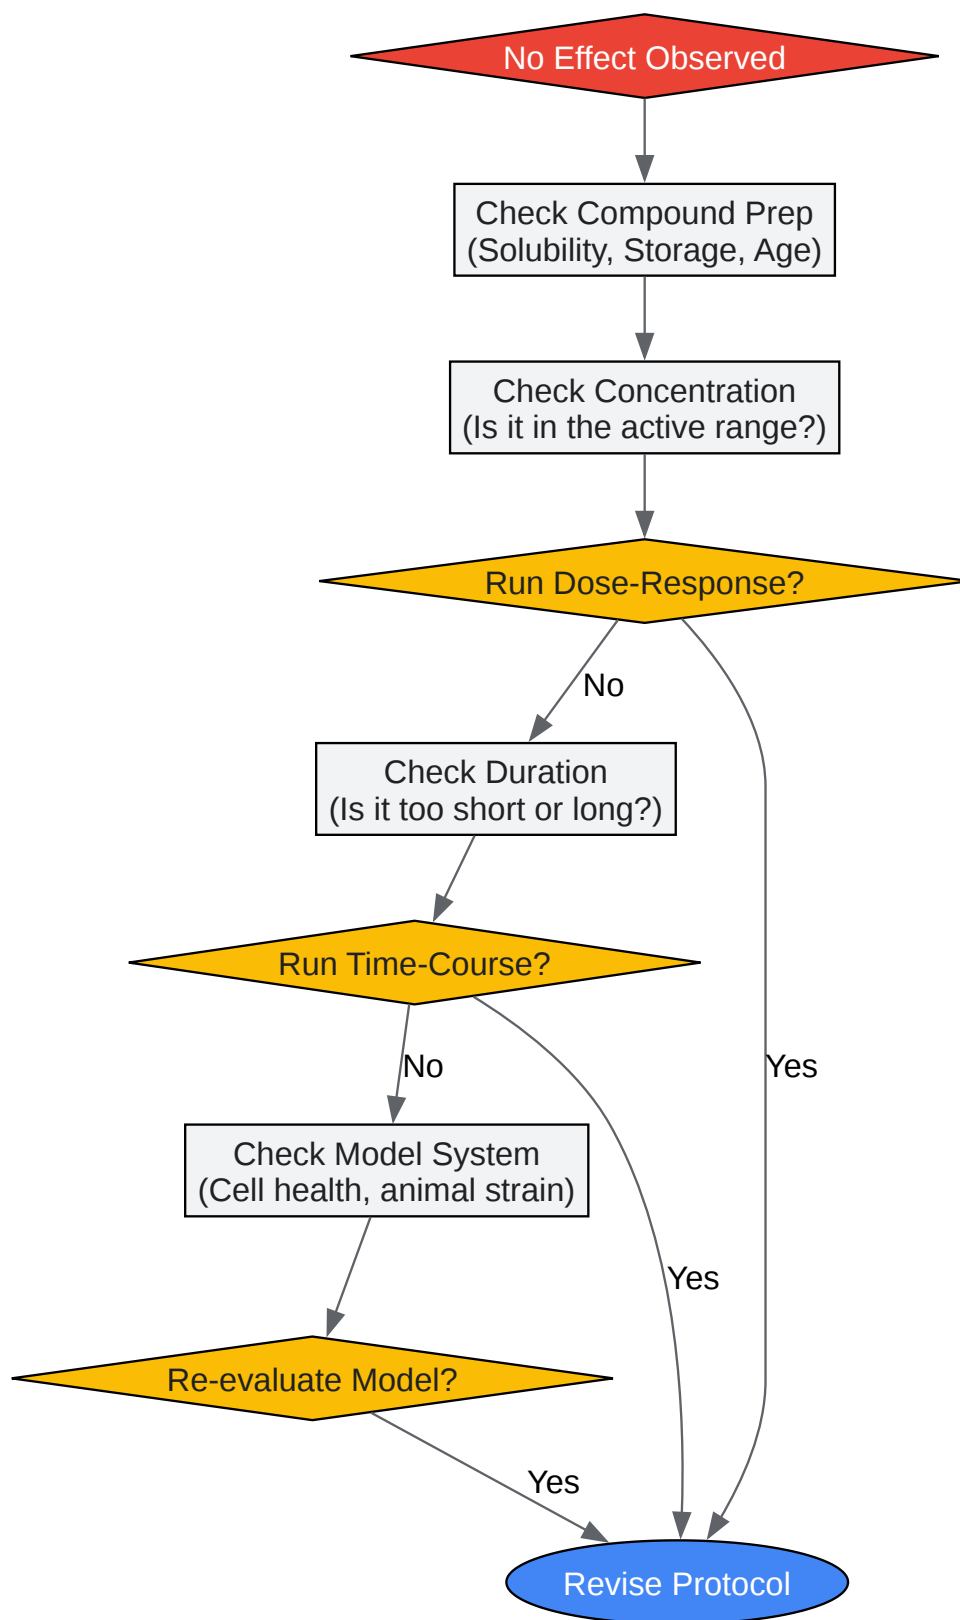 No Effect Observed
Check Compound Prep
(Solubility, Storage, Age)
Check Concentration
(Is it in the active range?)
Run Dose-Response?
No
Check Duration
(Is it too short or long?)
Run Time-Course?
No
Yes
Check Model System
(Cell health, animal strain)
Yes
Re-evaluate Model?
Yes
Revise Protocol